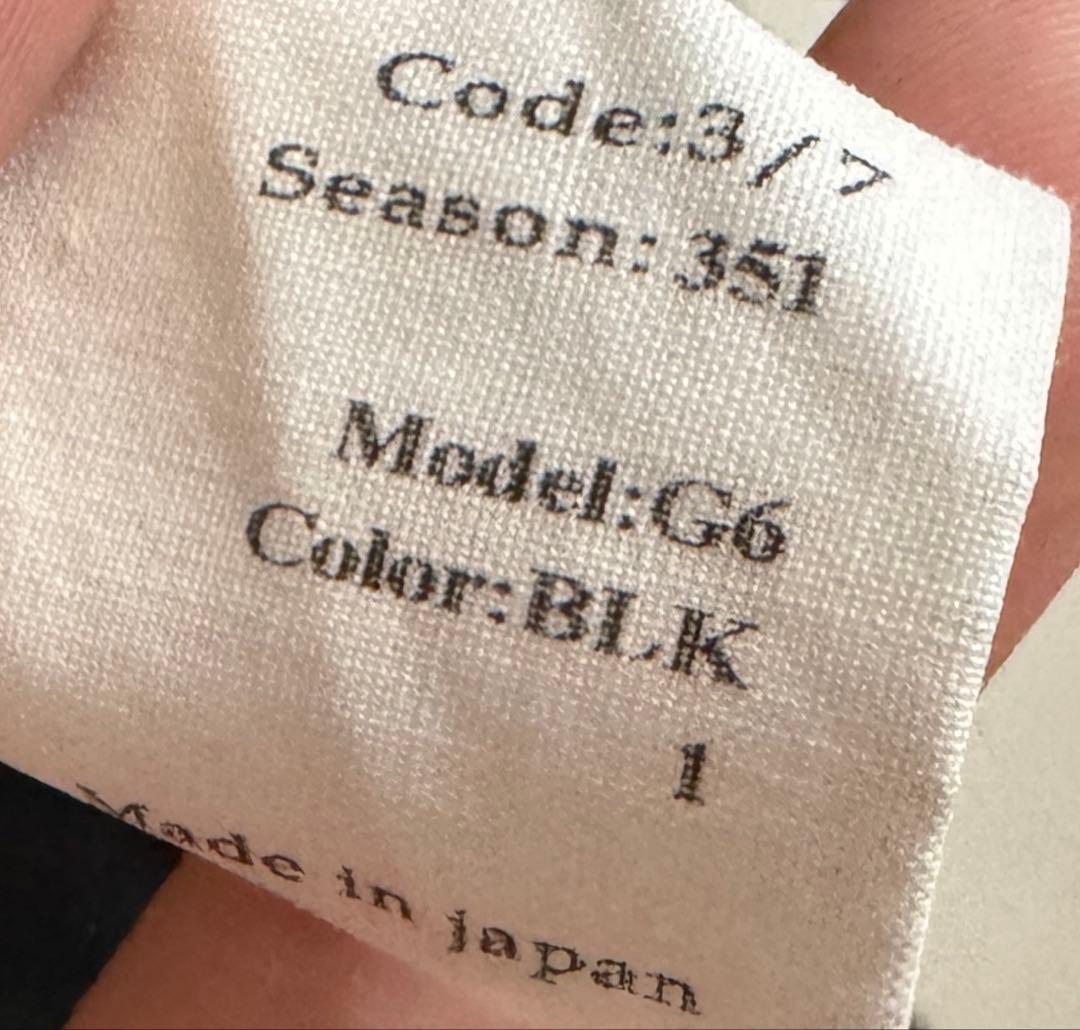 Code:3/7
Season:351
Model:G6
Color:BLK
1
Made in japan